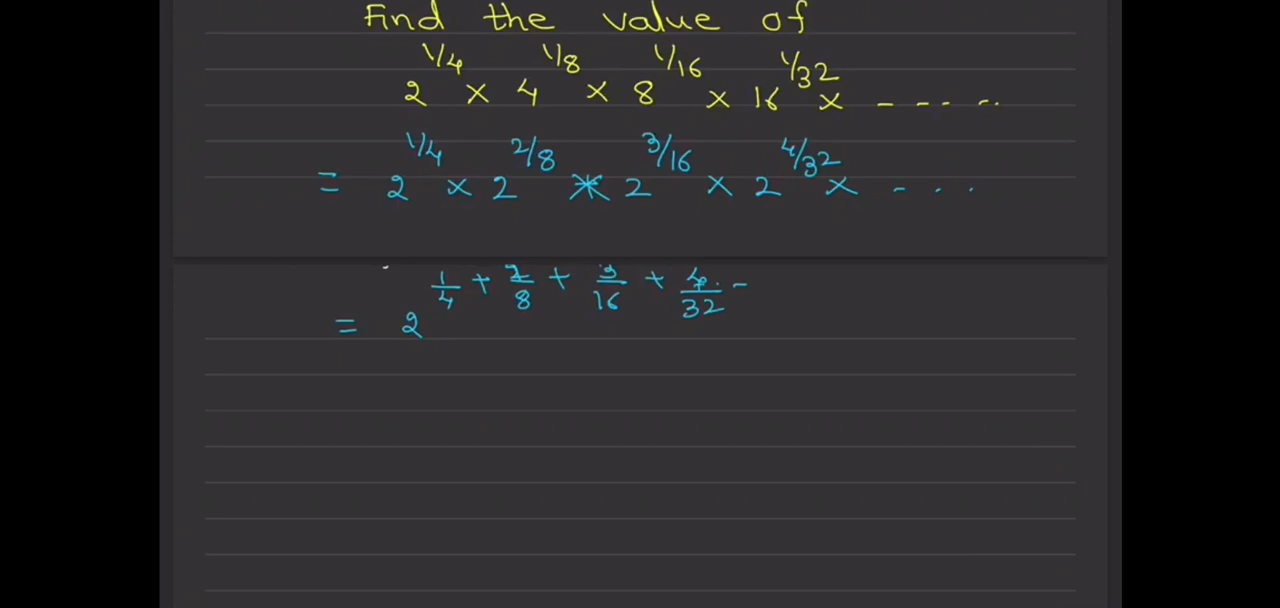 Find the value of
2^1/4 × 4^1/8 × 8^1/16 × 16^1/32 × - - - - -
= 2^1/4 × 2^2/8 × 2^3/16 × 2^4/32 × - - -
= 2^1/4 + 2/8 + 3/16 + 4/32 -